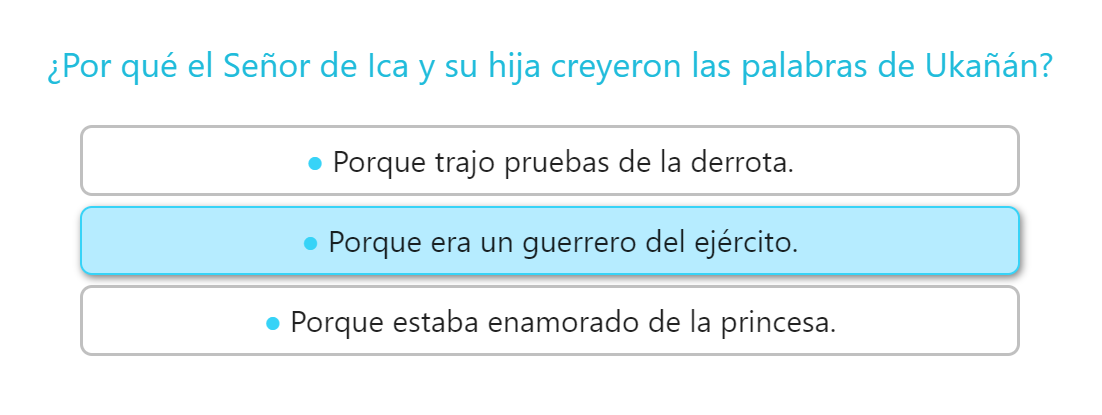 ¿Por qué el Señor de Ica y su hija creyeron las palabras de Ukañán?
• Porque trajo pruebas de la derrota.
• Porque era un guerrero del ejército.
• Porque estaba enamorado de la princesa.